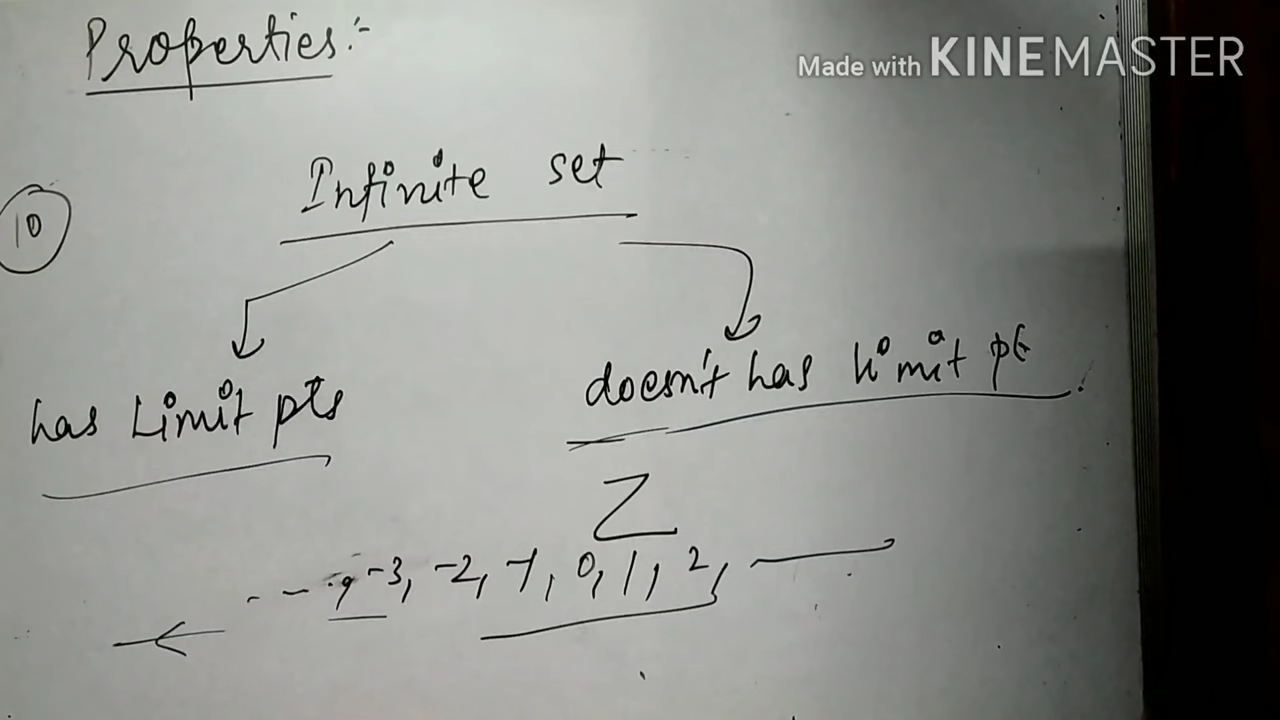 Properties:-
Made with KINEMASTER
10
Infinite set
has Limit pts
doesn't has limit pt.
Z
-3, -2, -1, 0, 1, 2,